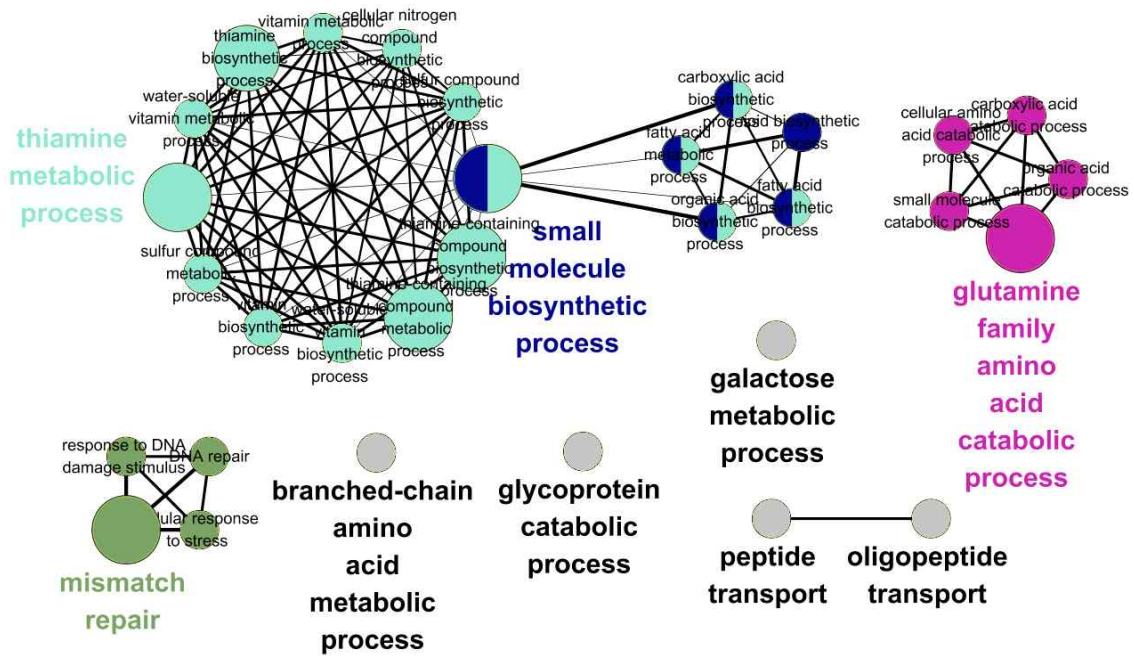 thiamine
biosynthetic
process
vitamin metabolic
process
cellular nitrogen
compound
biosynthetic
process
sulfur compound
biosynthetic
process
water-soluble
vitamin metabolic
process
thiamine
metabolic
process
sulfur compound
metabolic
process
vitamin
biosynthetic
process
water-soluble
vitamin
biosynthetic
process
thiamine-containing
compound
metabolic
process
thiamine-containing
compound
biosynthetic
process
small
molecule
biosynthetic
process
carboxylic acid
biosynthetic
process
acid biosynthetic
process
fatty acid
metabolic
process
organic acid
biosynthetic
process
fatty acid
biosynthetic
process
cellular amino
acid catabolic
process
carboxylic acid
catabolic process
organic acid
catabolic process
small molecule
catabolic process
glutamine
family
amino
acid
catabolic
process
galactose
metabolic
process
response to DNA
damage stimulus
DNA repair
lular response
to stress
mismatch
repair
branched-chain
amino
acid
metabolic
process
glycoprotein
catabolic
process
peptide
transport
oligopeptide
transport